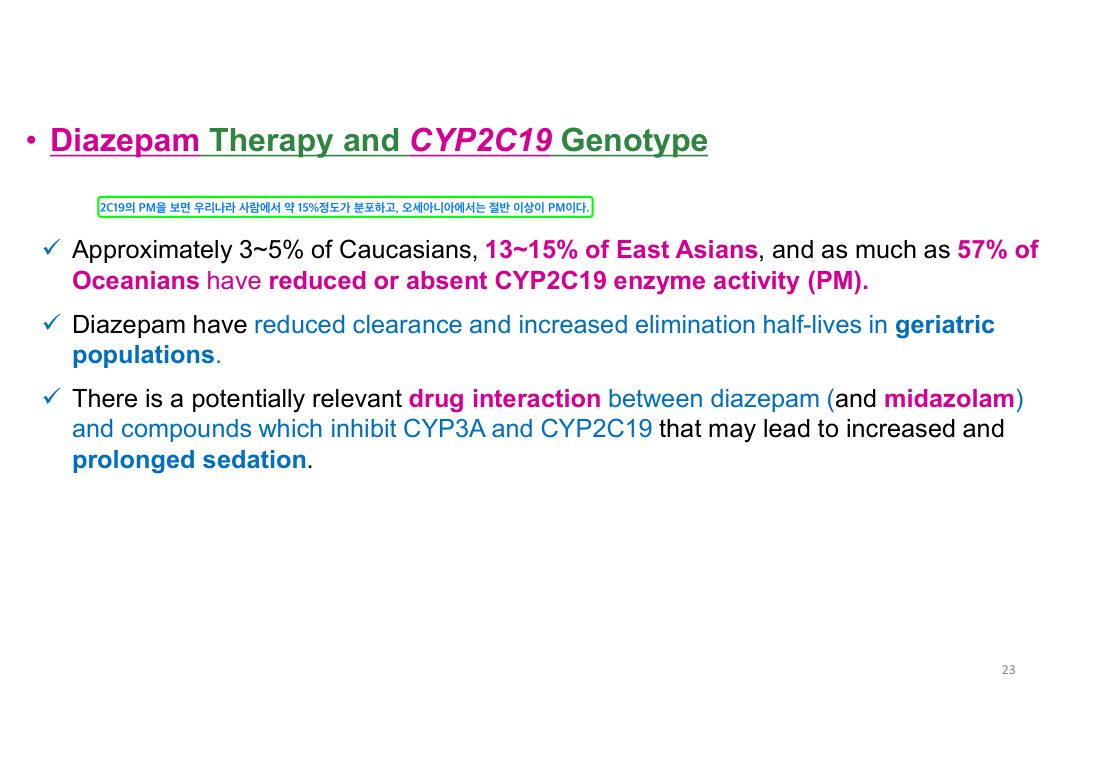 • Diazepam Therapy and CYP2C19 Genotype
2C19의 PM을 보면 우리나라 사람에서 약 15%정도가 분포하고, 오세아니아에서는 절반 이상이 PM이다.
✓ Approximately 3~5% of Caucasians, 13~15% of East Asians, and as much as 57% of
Oceanians have reduced or absent CYP2C19 enzyme activity (PM).
✓ Diazepam have reduced clearance and increased elimination half-lives in geriatric
populations.
✓ There is a potentially relevant drug interaction between diazepam (and midazolam)
and compounds which inhibit CYP3A and CYP2C19 that may lead to increased and
prolonged sedation.
23